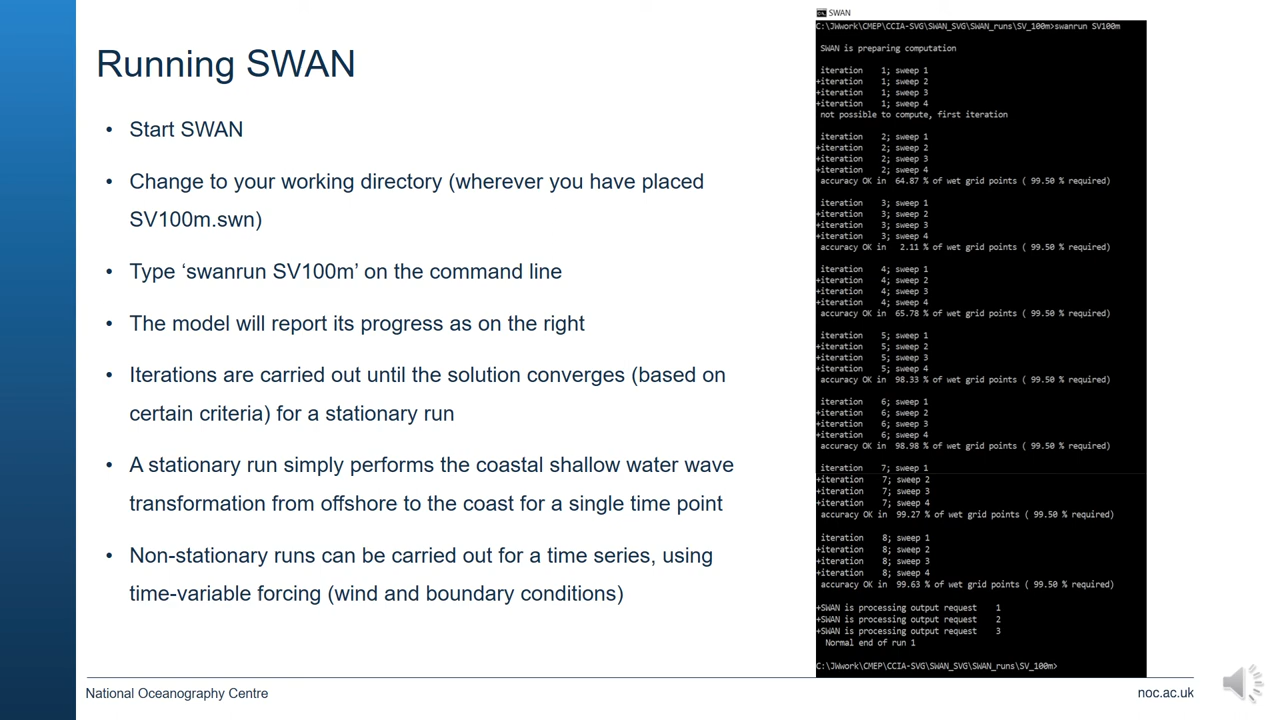 Running SWAN
• Start SWAN
• Change to your working directory (wherever you have placed
SV100m.swn)
• Type ‘swanrun SV100m’ on the command line
• The model will report its progress as on the right
• Iterations are carried out until the solution converges (based on
certain criteria) for a stationary run
• A stationary run simply performs the coastal shallow water wave
transformation from offshore to the coast for a single time point
• Non-stationary runs can be carried out for a time series, using
time-variable forcing (wind and boundary conditions)
SWAN
C:\JWwork\CMEP\CCIA-SVG\SWAN_SVG\SWAN_runs\SV_100m>swanrun SV100m
SWAN is preparing computation
iteration 1; sweep 1
+iteration 1; sweep 2
+iteration 1; sweep 3
+iteration 1; sweep 4
not possible to compute, first iteration
iteration 2; sweep 1
+iteration 2; sweep 2
+iteration 2; sweep 3
+iteration 2; sweep 4
accuracy OK in 64.87 % of wet grid points ( 99.50 % required)
iteration 3; sweep 1
+iteration 3; sweep 2
+iteration 3; sweep 3
+iteration 3; sweep 4
accuracy OK in 2.11 % of wet grid points ( 99.50 % required)
iteration 4; sweep 1
+iteration 4; sweep 2
+iteration 4; sweep 3
+iteration 4; sweep 4
accuracy OK in 65.78 % of wet grid points ( 99.50 % required)
iteration 5; sweep 1
+iteration 5; sweep 2
+iteration 5; sweep 3
+iteration 5; sweep 4
accuracy OK in 98.33 % of wet grid points ( 99.50 % required)
iteration 6; sweep 1
+iteration 6; sweep 2
+iteration 6; sweep 3
+iteration 6; sweep 4
accuracy OK in 98.98 % of wet grid points ( 99.50 % required)
iteration 7; sweep 1
+iteration 7; sweep 2
+iteration 7; sweep 3
+iteration 7; sweep 4
accuracy OK in 99.27 % of wet grid points ( 99.50 % required)
iteration 8; sweep 1
+iteration 8; sweep 2
+iteration 8; sweep 3
+iteration 8; sweep 4
accuracy OK in 99.63 % of wet grid points ( 99.50 % required)
+SWAN is processing output request 1
+SWAN is processing output request 2
+SWAN is processing output request 3
Normal end of run 1
C:\JWwork\CMEP\CCIA-SVG\SWAN_SVG\SWAN_runs\SV_100m>
National Oceanography Centre
noc.ac.uk